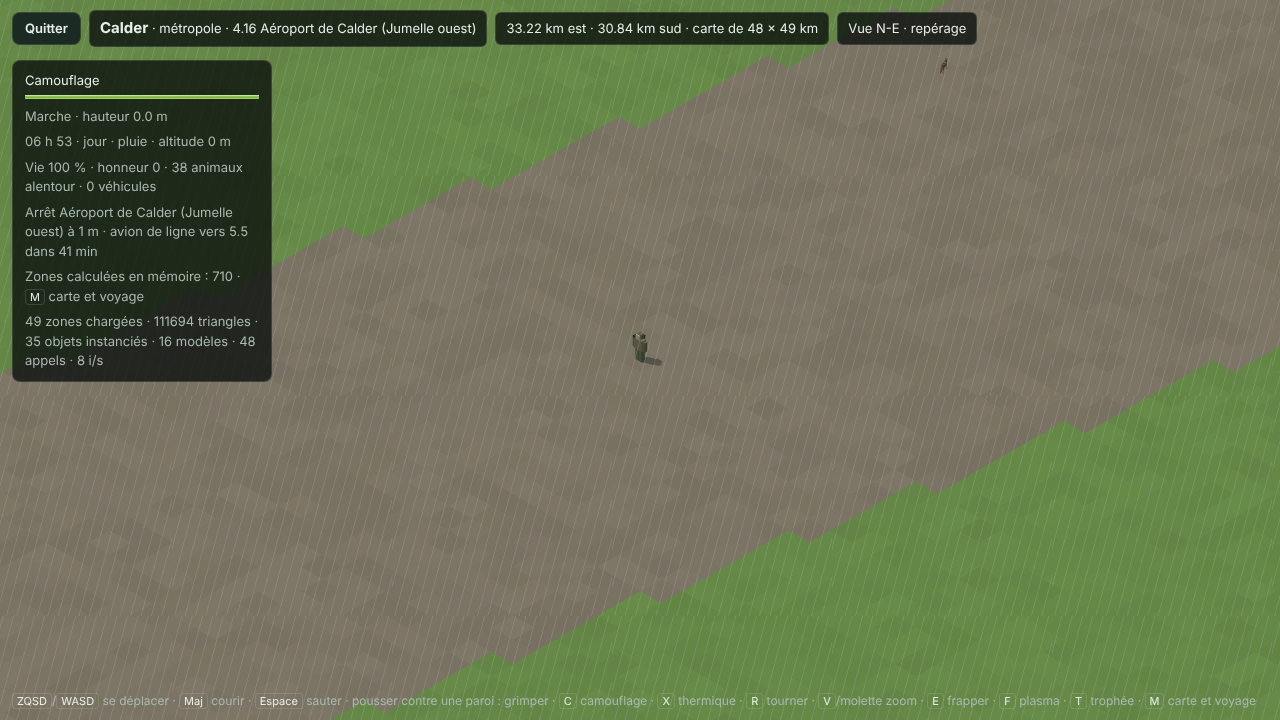 Quitter
Calder · métropole · 4.16 Aéroport de Calder (Jumelle ouest)
33.22 km est · 30.84 km sud · carte de 48 × 49 km
Vue N-E · repérage
Camouflage
Marche · hauteur 0.0 m
06 h 53 · jour · pluie · altitude 0 m
Vie 100 % · honneur 0 · 38 animaux
alentour · 0 véhicules
Arrêt Aéroport de Calder (Jumelle
ouest) à 1 m · avion de ligne vers 5.5
dans 41 min
Zones calculées en mémoire : 710 ·
M carte et voyage
49 zones chargées · 111694 triangles ·
35 objets instanciés · 16 modèles · 48
appels · 8 i/s
ZQSD / WASD se déplacer · Maj courir · Espace sauter · pousser contre une paroi : grimper · C camouflage · X thermique · R tourner · V /molette zoom · E frapper · F plasma · T trophée · M carte et voyage